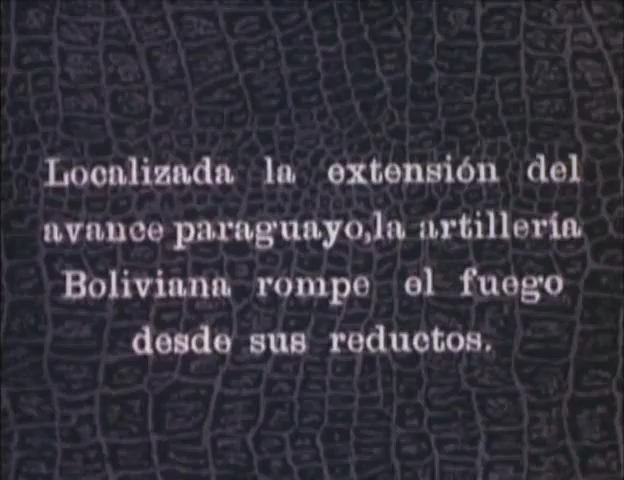 Localizada la extensión del
avance paraguayo,la artillería
Boliviana rompe el fuego
desde sus reductos.